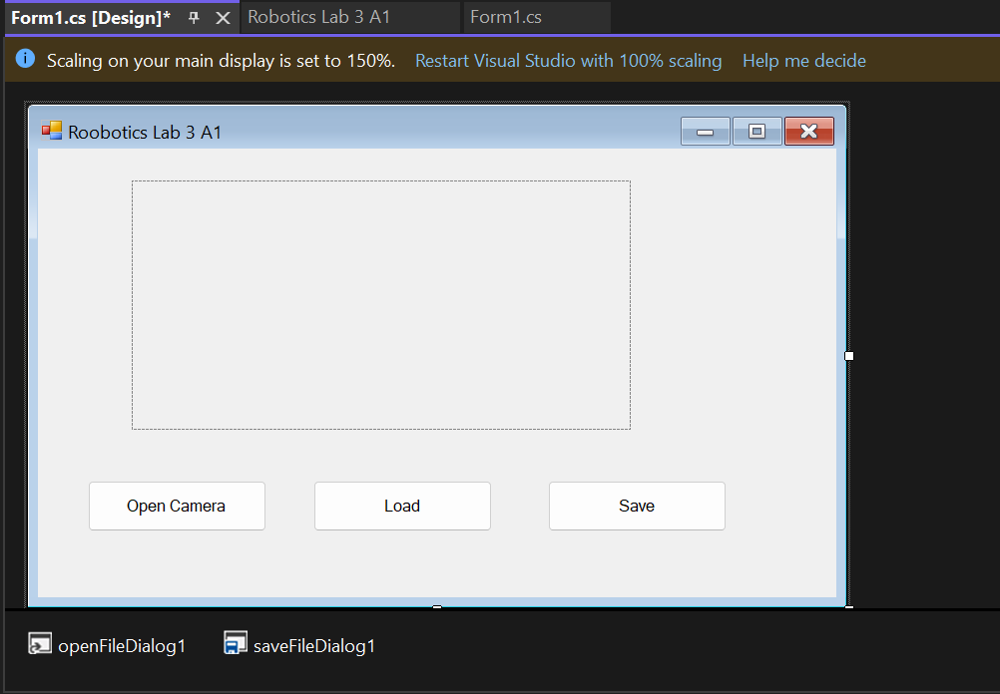 Form1.cs [Design]* Robotics Lab 3 A1 Form1.cs
Scaling on your main display is set to 150%. Restart Visual Studio with 100% scaling Help me decide
Roobotics Lab 3 A1
Open Camera Load Save
openFileDialog1 saveFileDialog1